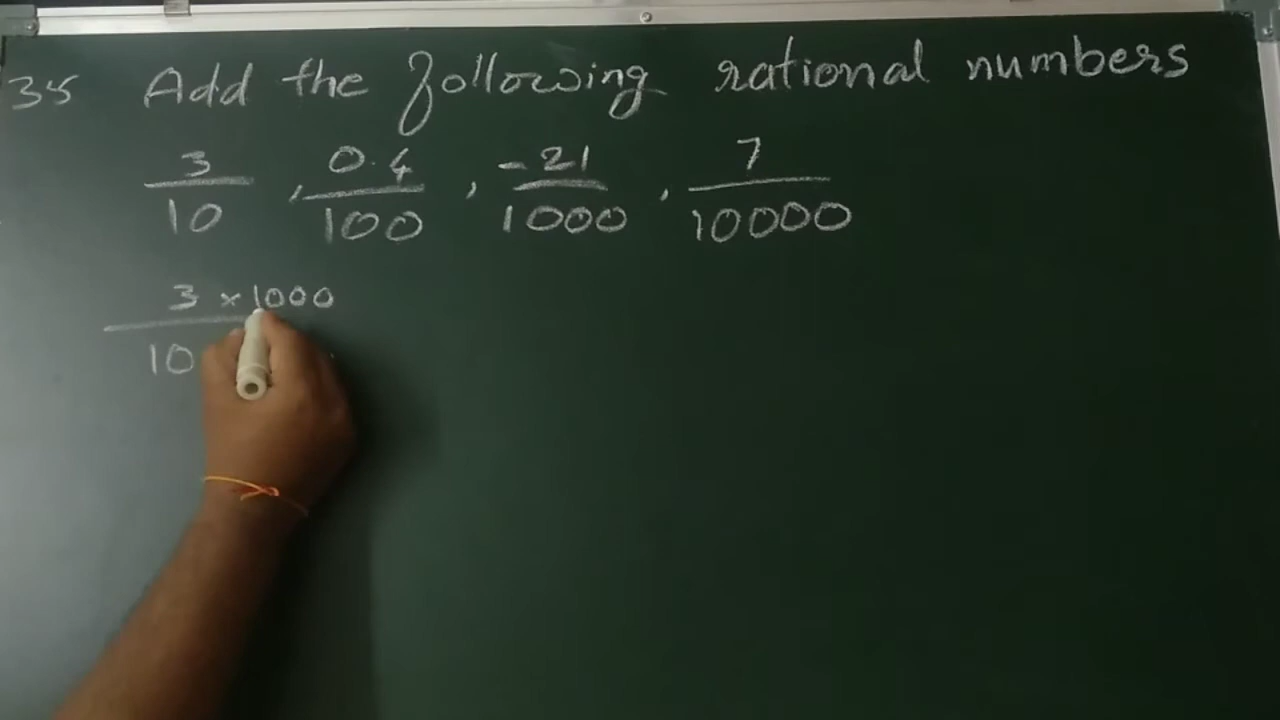 35 Add the following rational numbers
3/10 , 0.4/100 , -21/1000 , 7/10000
3 ×1000
10